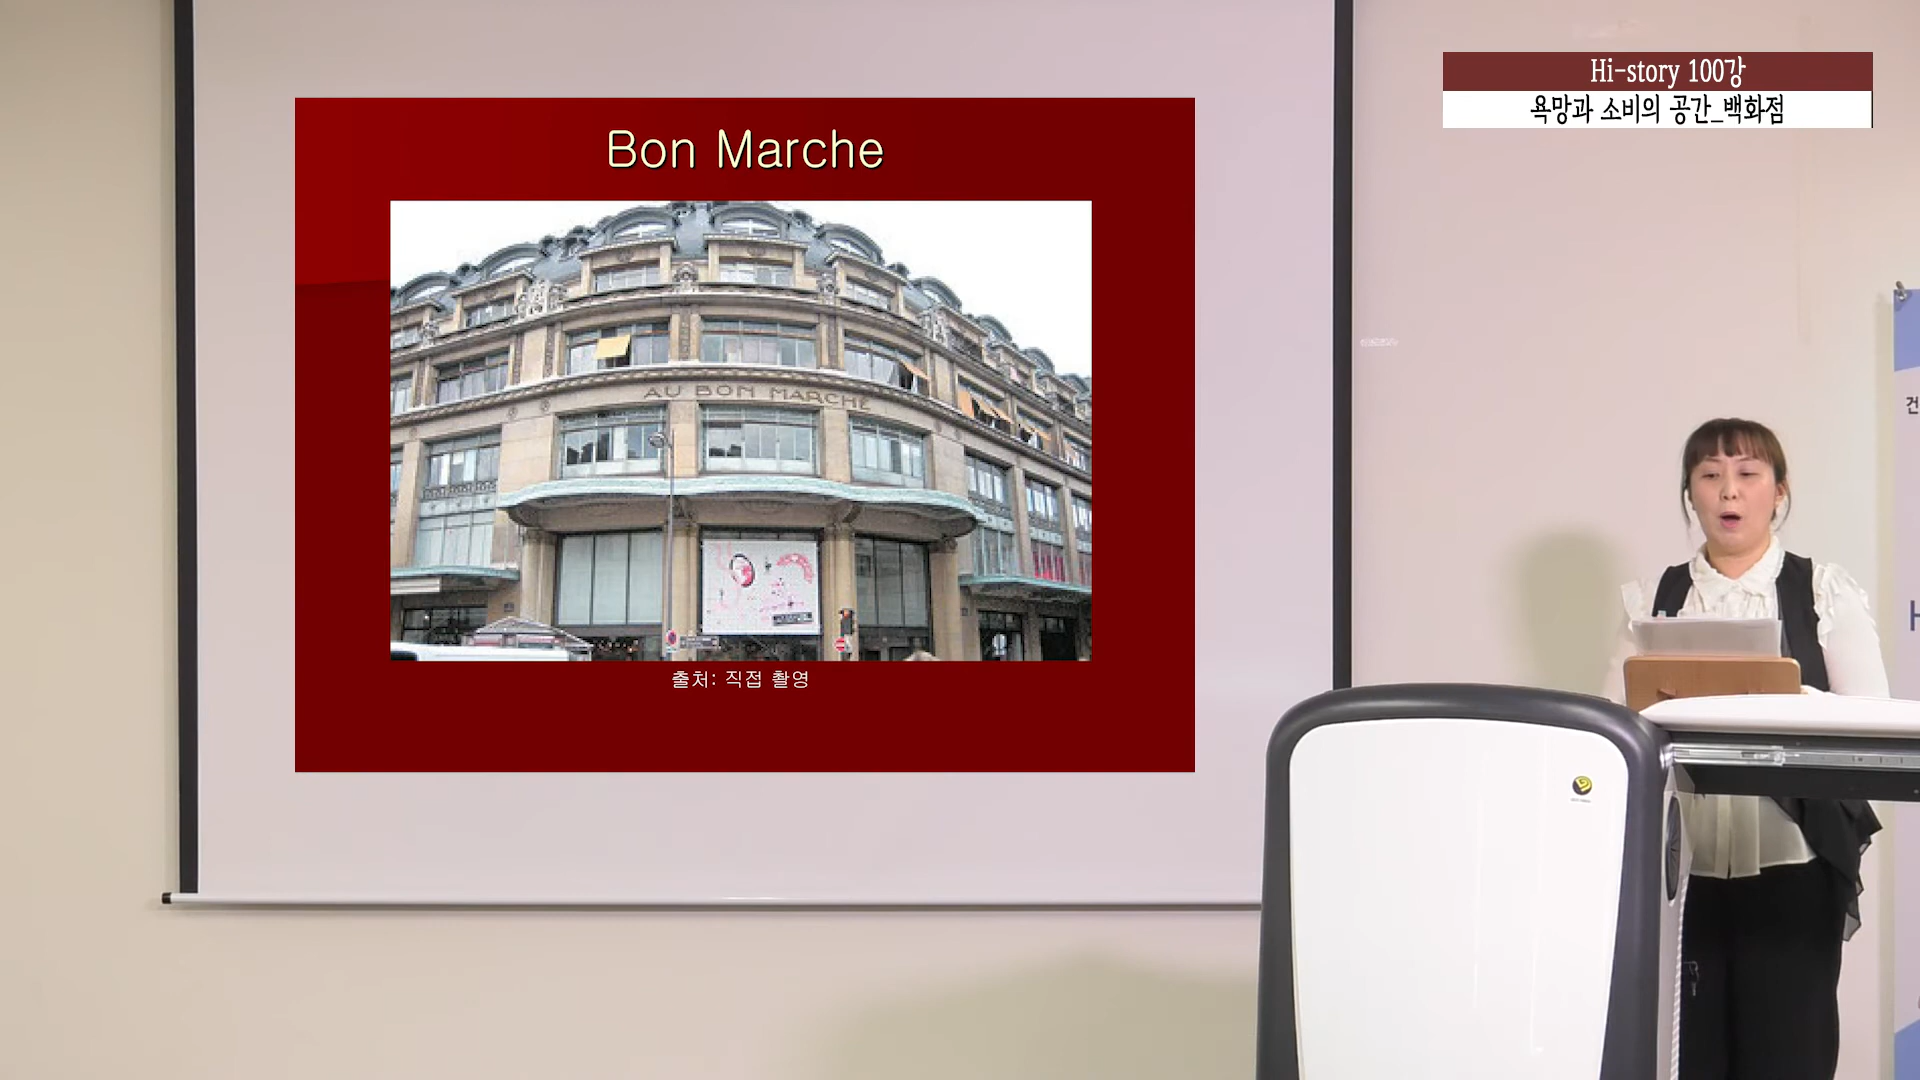 Hi-story 100강
욕망과 소비의 공간_백화점
Bon Marche
AU BON MARCHE
출처: 직접 촬영
건
H